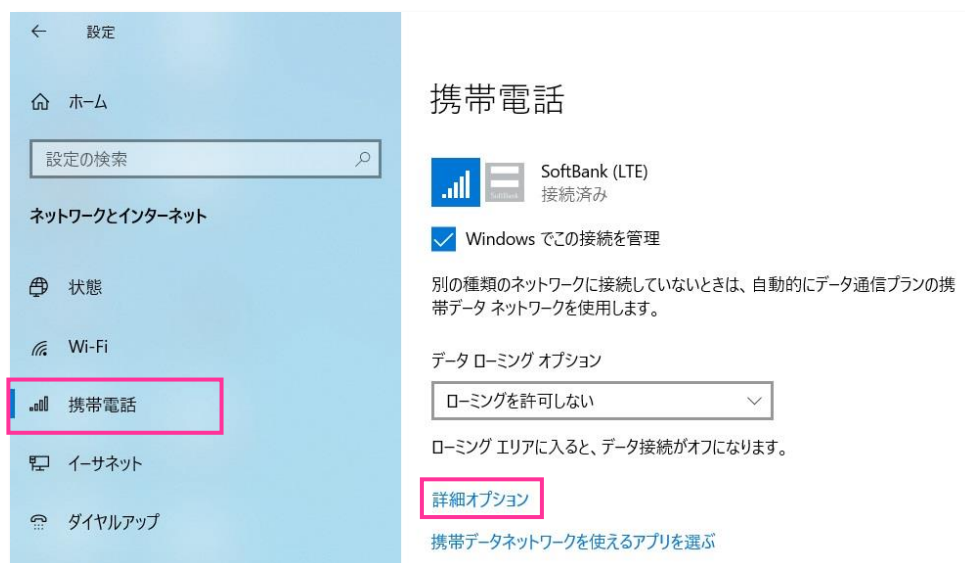 設定
ホーム
設定の検索
ネットワークとインターネット
状態
Wi-Fi
携帯電話
イーサネット
ダイヤルアップ
携帯電話
SoftBank
SoftBank (LTE)
接続済み
Windows でこの接続を管理
別の種類のネットワークに接続していないときは、自動的にデータ通信プランの携
帯データ ネットワークを使用します。
データ ローミング オプション
ローミングを許可しない
ローミング エリアに入ると、データ接続がオフになります。
詳細オプション
携帯データネットワークを使えるアプリを選ぶ